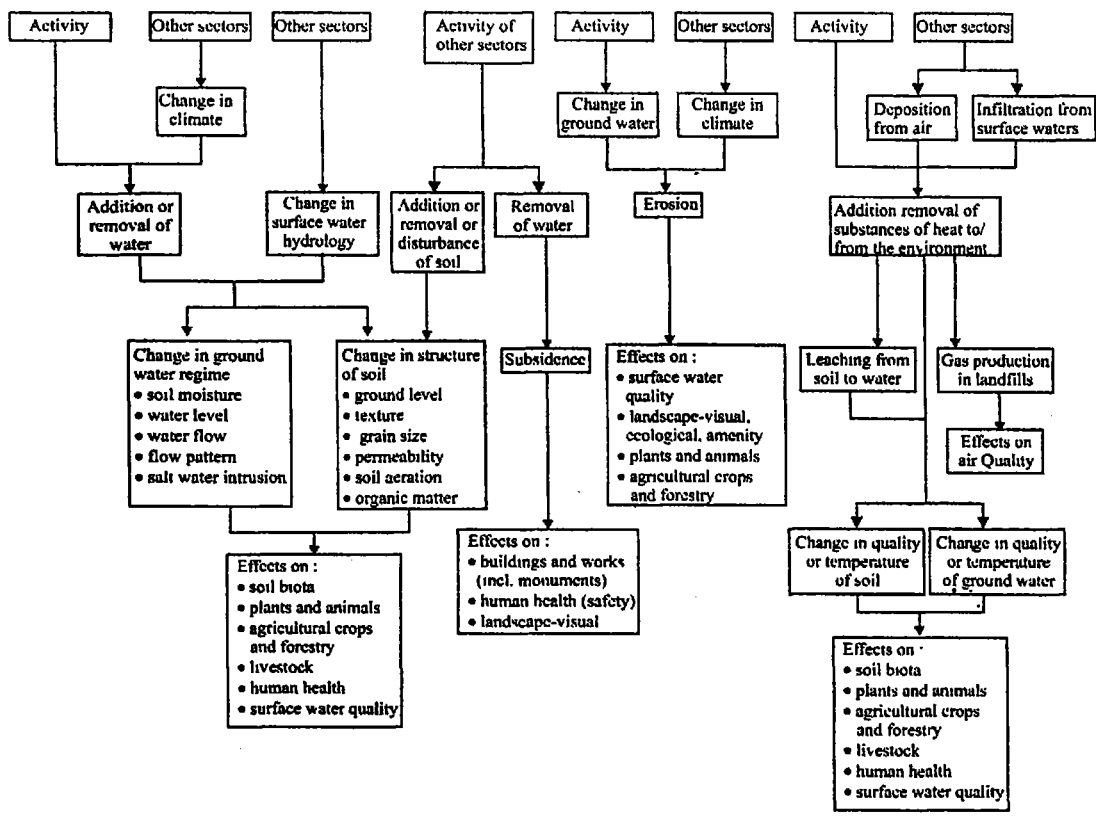 Activity
Other sectors
Other sectors
Activity of
other sectors
Activity
Other sectors
Activity
Other sectors
Change in
climate
Change in
ground water
Change in
climate
Deposition
from air
Infiltration from
surface waters
Addition or
removal of
water
Change in
surface water
hydrology
Addition or
removal or
disturbance
of soil
Removal
of water
Erosion
Addition removal of
substances of heat to/
from the environment
Change in ground
water regime
• soil moisture
• water level
• water flow
• flow pattern
• salt water intrusion
Change in structure
of soil
• ground level
• texture
• grain size
• permeability
• soil aeration
• organic matter
Subsidence
Effects on :
• surface water
quality
• landscape-visual,
ecological, amenity
• plants and animals
• agricultural crops
and forestry
Leaching from
soil to water
Gas production
in landfills
Effects on
air Quality
Effects on :
• soil biota
• plants and animals
• agricultural crops
and forestry
• livestock
• human health
• surface water quality
Effects on :
• buildings and works
(incl. monuments)
• human health (safety)
• landscape-visual
Change in quality
or temperature
of soil
Change in quality
or temperature
of ground water
Effects on :
• soil biota
• plants and animals
• agricultural crops
and forestry
• livestock
• human health
• surface water quality